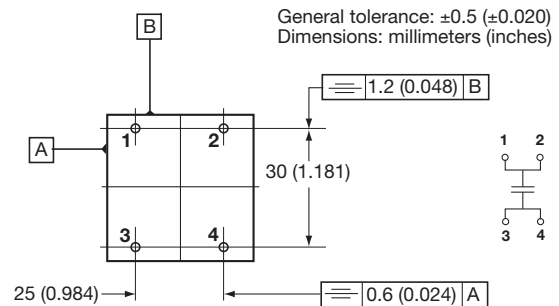 General tolerance: ±0.5 (±0.020)
Dimensions: millimeters (inches)
B
1.2 (0.048) B
A
1 2
30 (1.181)
1 2
3 4
3 4
25 (0.984)
0.6 (0.024) A